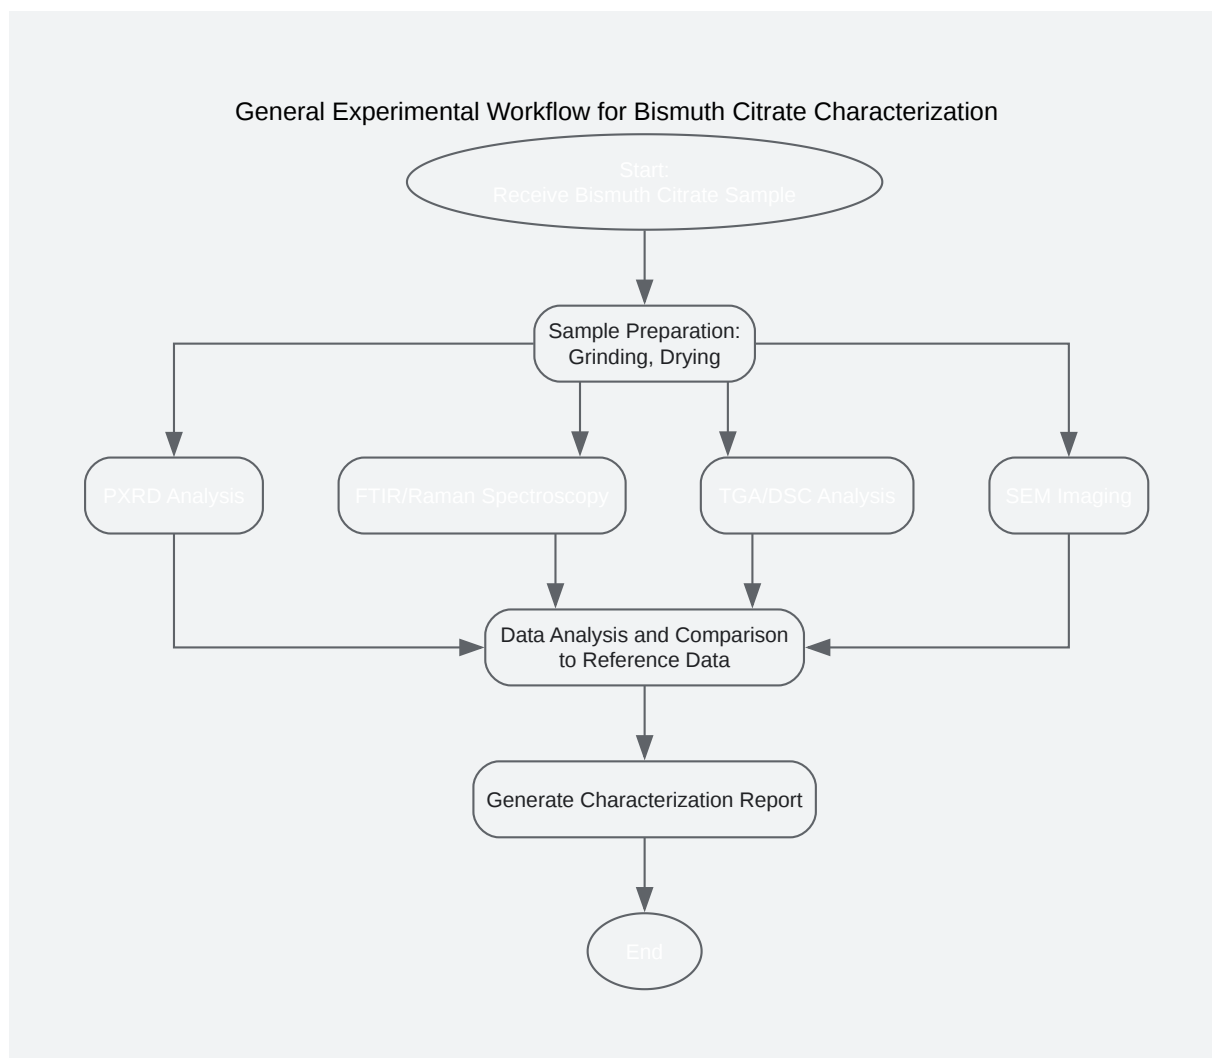 General Experimental Workflow for Bismuth Citrate Characterization
Start:
Receive Bismuth Citrate Sample
Sample Preparation:
Grinding, Drying
PXRD Analysis
FTIR/Raman Spectroscopy
TGA/DSC Analysis
SEM Imaging
Data Analysis and Comparison
to Reference Data
Generate Characterization Report
End